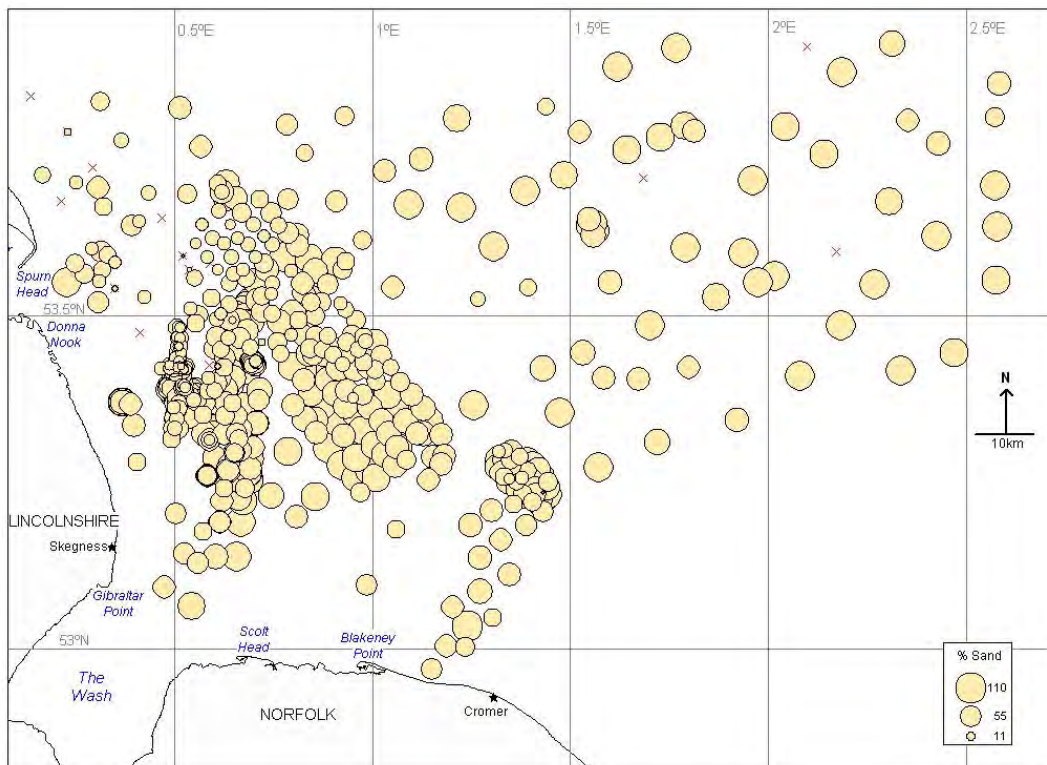 0.5ºE
1ºE
1.5ºE
2ºE
2.5ºE
Spurn
Head
53.5ºN
Donna
Nook
N
10km
LINCOLNSHIRE
Skegness
Gibraltar
Point
53ºN
Scolt
Head
Blakeney
Point
The
Wash
NORFOLK
Cromer
% Sand
110
55
11